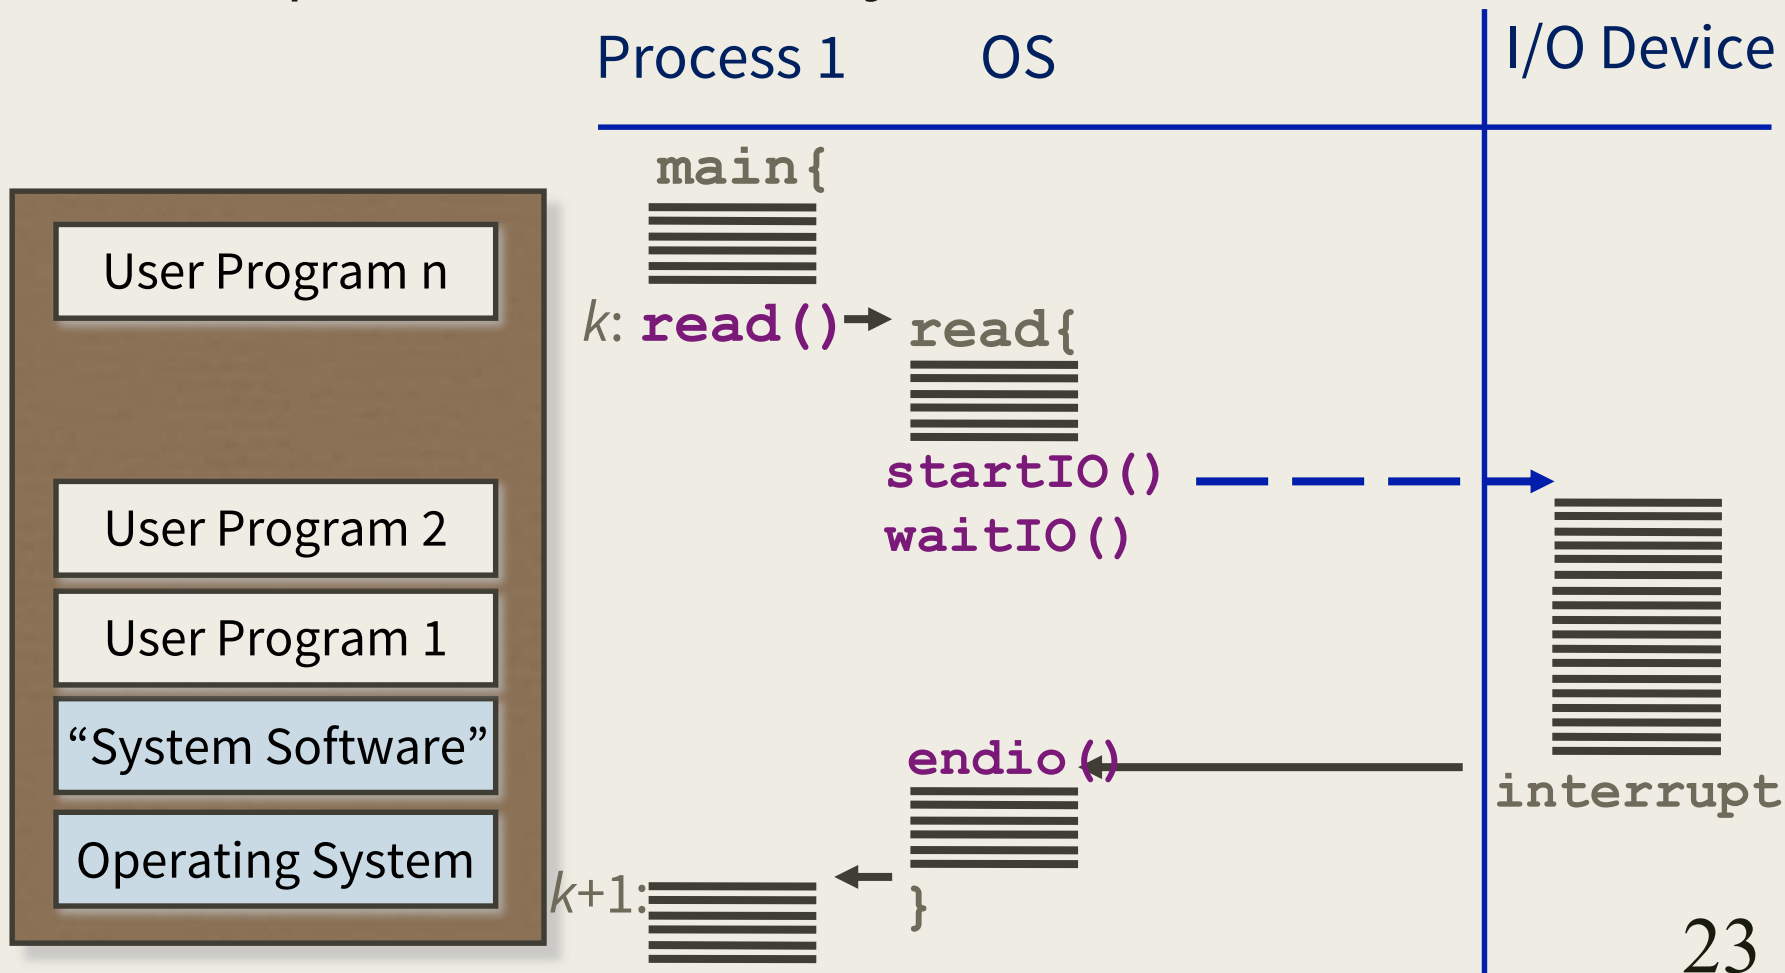 Process 1 OS I/O Device
main{
User Program n
k: read() read{
startIO()
User Program 2
waitIO()
User Program 1
"System Software"
endio()
interrupt
Operating System
k+1: }
23